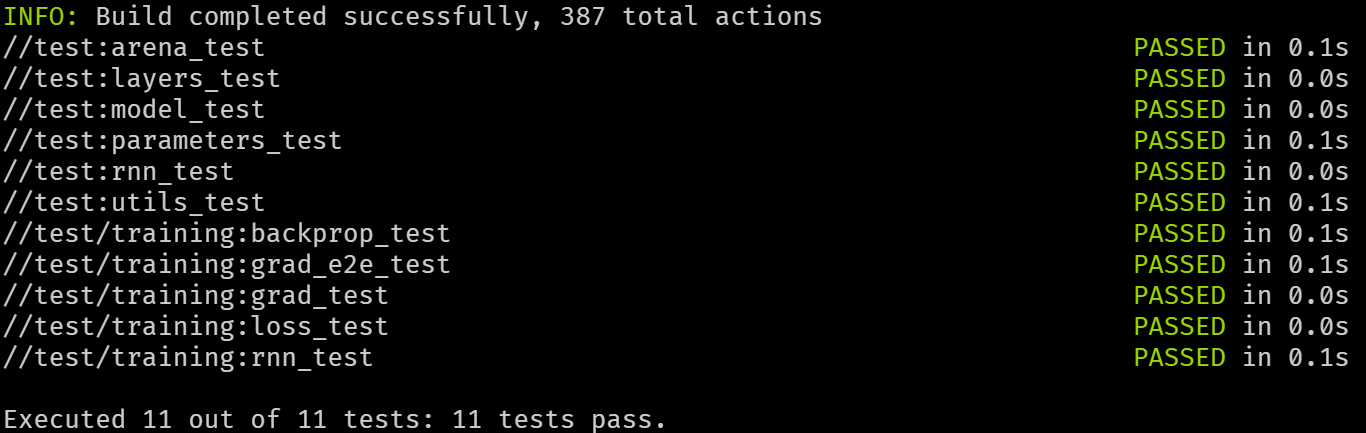 INFO: Build completed successfully, 387 total actions
//test:arena_test PASSED in 0.1s
//test:layers_test PASSED in 0.0s
//test:model_test PASSED in 0.0s
//test:parameters_test PASSED in 0.1s
//test:rnn_test PASSED in 0.0s
//test:utils_test PASSED in 0.1s
//test/training:backprop_test PASSED in 0.1s
//test/training:grad_e2e_test PASSED in 0.1s
//test/training:grad_test PASSED in 0.0s
//test/training:loss_test PASSED in 0.0s
//test/training:rnn_test PASSED in 0.1s
Executed 11 out of 11 tests: 11 tests pass.